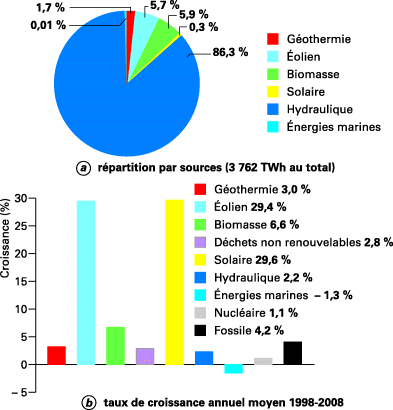 1,7 %
5,7 %
5,9 %
0,01 %
0,3 %
86,3 %
Géothermie
Éolien
Biomasse
Solaire
Hydraulique
Énergies marines
a répartition par sources (3 762 TWh au total)
Croissance (%)
30
25
20
15
10
5
0
– 5
Géothermie 3,0 %
Éolien 29,4 %
Biomasse 6,6 %
Déchets non renouvelables 2,8 %
Solaire 29,6 %
Hydraulique 2,2 %
Énergies marines – 1,3 %
Nucléaire 1,1 %
Fossile 4,2 %
b taux de croissance annuel moyen 1998-2008